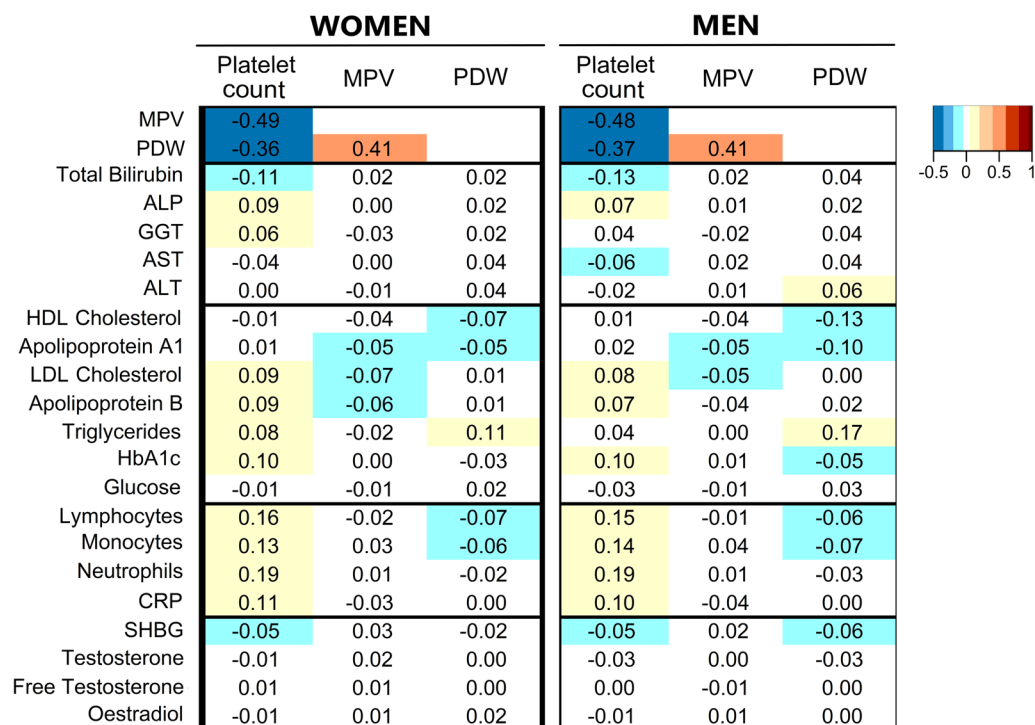 WOMEN MEN
Platelet count MPV PDW Platelet count MPV PDW
MPV -0.49 -0.48
PDW -0.36 0.41 -0.37 0.41
Total Bilirubin -0.11 0.02 0.02 -0.13 0.02 0.04
ALP 0.09 0.00 0.02 0.07 0.01 0.02
GGT 0.06 -0.03 0.02 0.04 -0.02 0.04
AST -0.04 0.00 0.04 -0.06 0.02 0.04
ALT 0.00 -0.01 0.04 -0.02 0.01 0.06
HDL Cholesterol -0.01 -0.04 -0.07 0.01 -0.04 -0.13
Apolipoprotein A1 0.01 -0.05 -0.05 0.02 -0.05 -0.10
LDL Cholesterol 0.09 -0.07 0.01 0.08 -0.05 0.00
Apolipoprotein B 0.09 -0.06 0.01 0.07 -0.04 0.02
Triglycerides 0.08 -0.02 0.11 0.04 0.00 0.17
HbA1c 0.10 0.00 -0.03 0.10 0.01 -0.05
Glucose -0.01 -0.01 0.02 -0.03 -0.01 0.03
Lymphocytes 0.16 -0.02 -0.07 0.15 -0.01 -0.06
Monocytes 0.13 0.03 -0.06 0.14 0.04 -0.07
Neutrophils 0.19 0.01 -0.02 0.19 0.01 -0.03
CRP 0.11 -0.03 0.00 0.10 -0.04 0.00
SHBG -0.05 0.03 -0.02 -0.05 0.02 -0.06
Testosterone -0.01 0.02 0.00 -0.03 0.00 -0.03
Free Testosterone 0.01 0.01 0.00 0.00 -0.01 0.00
Oestradiol -0.01 0.01 0.02 -0.01 0.01 0.00
-0.5 0 0.5 1